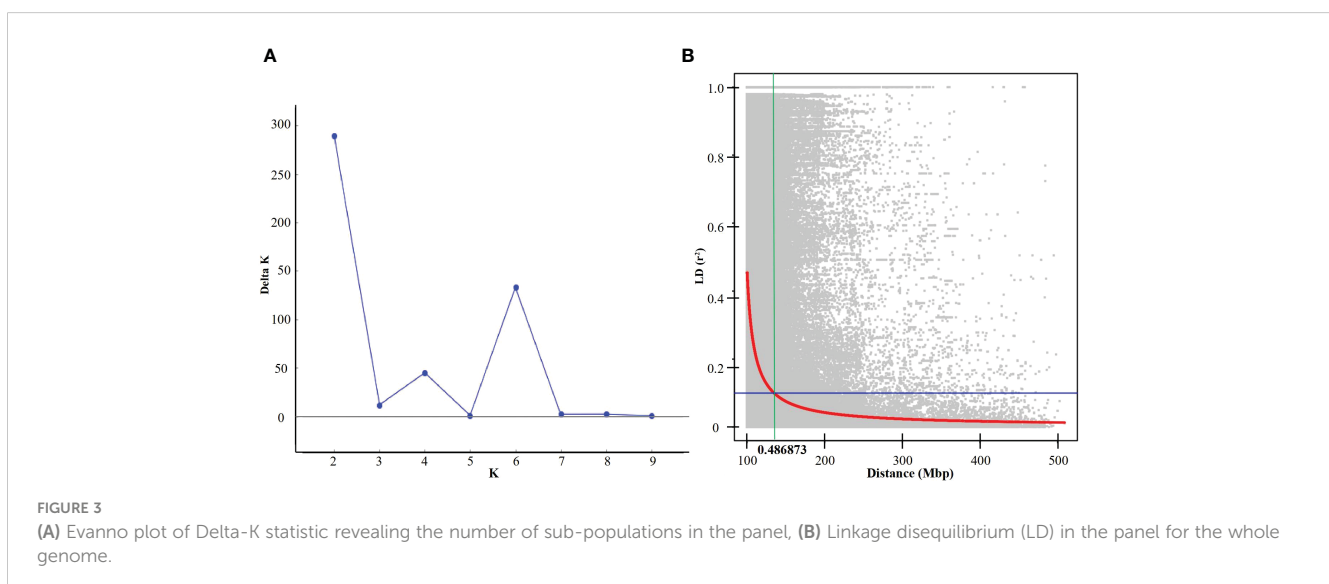 A
B
300
250
200
50
100
50
0
Delta K
2 3 4 5 6 7 8 9
K
1.0
0.8
0.6
0.4
0.2
0
LD (r²)
100 200 300 400 500
0.486873
Distance (Mbp)
FIGURE 3
(A) Evanno plot of Delta-K statistic revealing the number of sub-populations in the panel, (B) Linkage disequilibrium (LD) in the panel for the whole
genome.